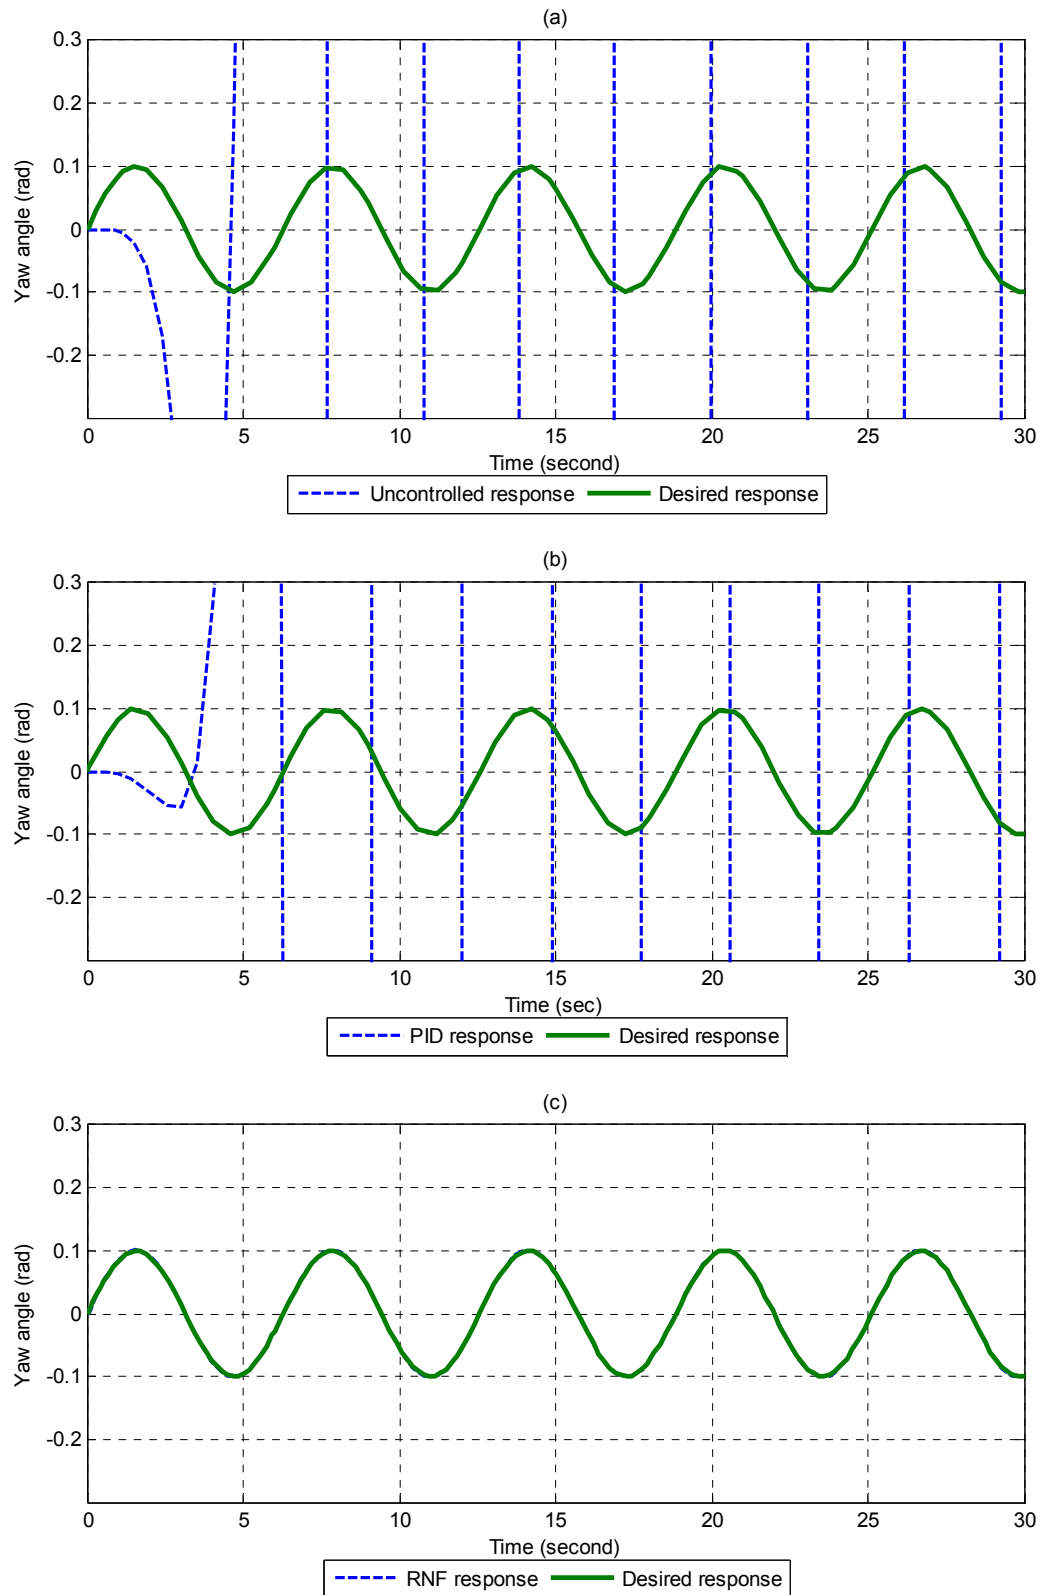 (a)
0.3
0.2
0.1
0
-0.1
-0.2
Yaw angle (rad)
0 5 10 15 20 25 30
Time (second)
Uncontrolled response Desired response
(b)
0.3
0.2
0.1
0
-0.1
-0.2
Yaw angle (rad)
0 5 10 15 20 25 30
Time (sec)
PID response Desired response
(c)
0.3
0.2
0.1
0
-0.1
-0.2
Yaw angle (rad)
0 5 10 15 20 25 30
Time (second)
RNF response Desired response